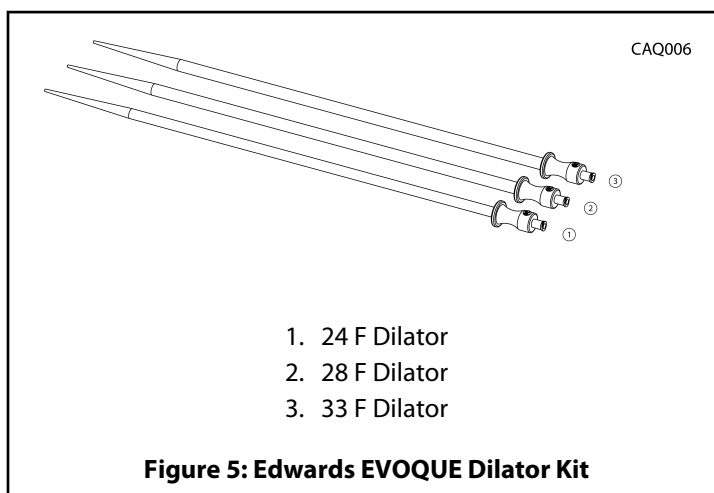 CAQ006
3
2
1
1. 24 F Dilator
2. 28 F Dilator
3. 33 F Dilator
Figure 5: Edwards EVOQUE Dilator Kit